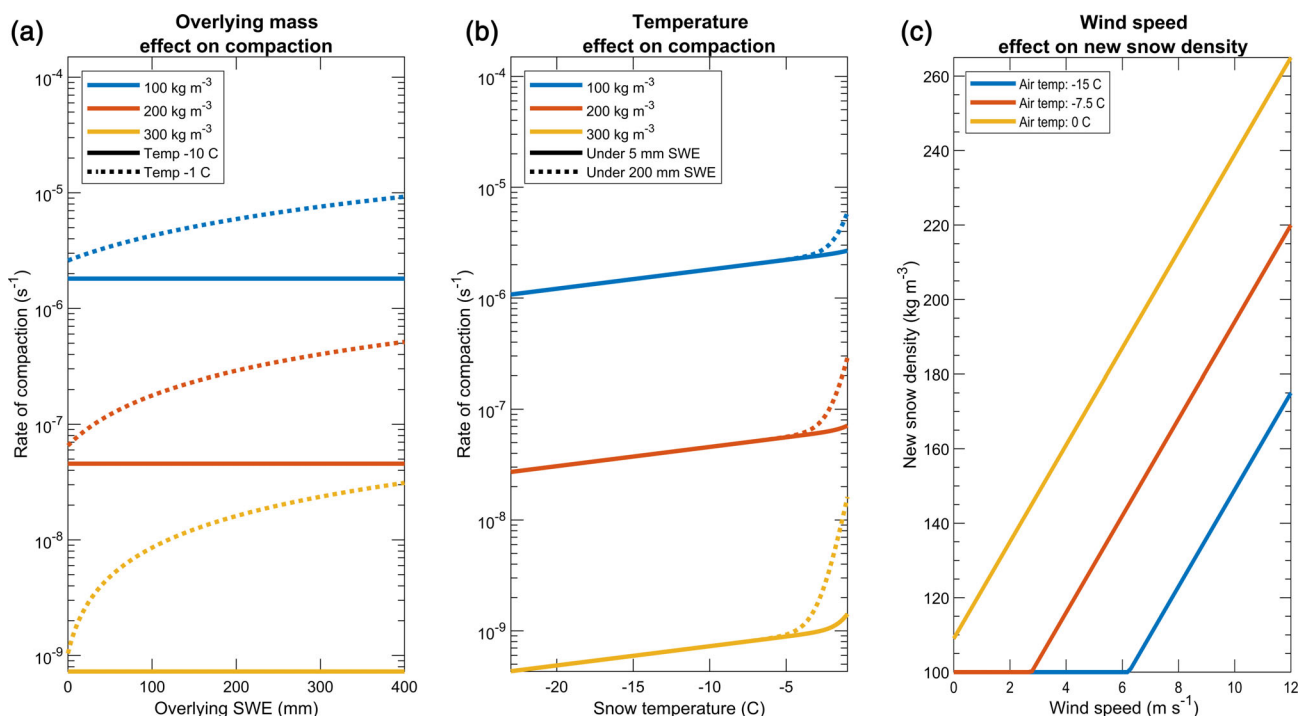 (a)
Overlying mass
effect on compaction
100 kg m⁻³
200 kg m⁻³
300 kg m⁻³
Temp -10 C
Temp -1 C
10⁻⁴
10⁻⁵
10⁻⁶
10⁻⁷
10⁻⁸
10⁻⁹
Rate of compaction (s⁻¹)
0 100 200 300 400
Overlying SWE (mm)
(b)
Temperature
effect on compaction
100 kg m⁻³
200 kg m⁻³
300 kg m⁻³
Under 5 mm SWE
Under 200 mm SWE
10⁻⁴
10⁻⁵
10⁻⁶
10⁻⁷
10⁻⁸
10⁻⁹
Rate of compaction (s⁻¹)
-20 -15 -10 -5
Snow temperature (C)
(c)
Wind speed
effect on new snow density
Air temp: -15 C
Air temp: -7.5 C
Air temp: 0 C
260
240
220
200
180
160
140
120
100
New snow density (kg m⁻³)
0 2 4 6 8 10 12
Wind speed (m s⁻¹)